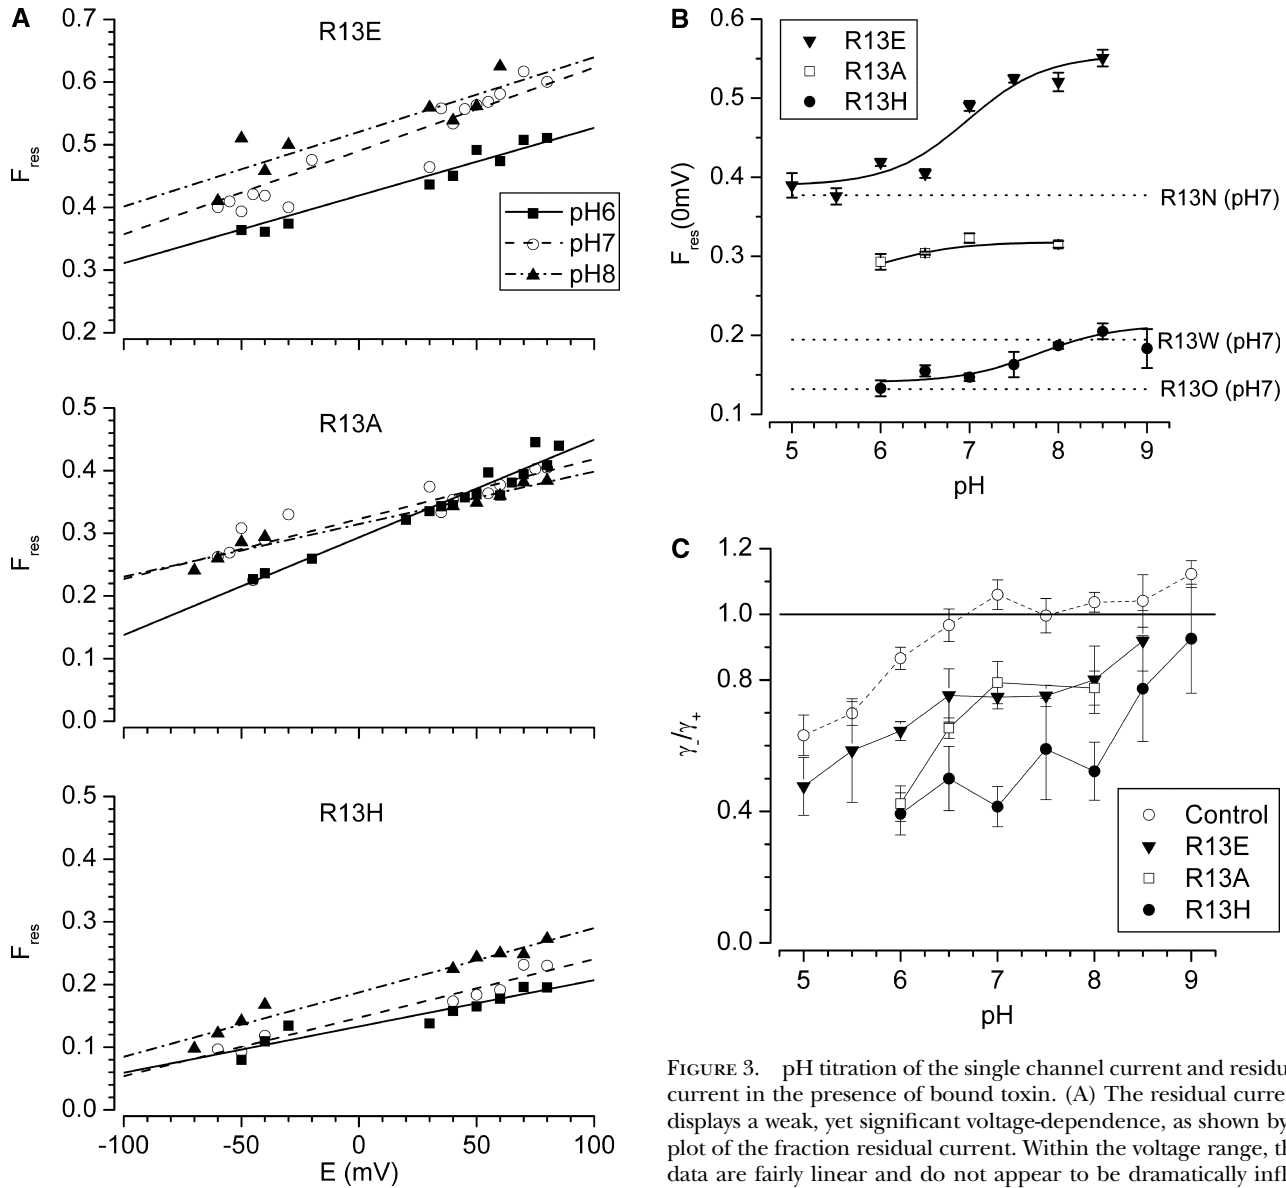 A
R13E
F_res
0.7
0.6
0.5
0.4
0.3
0.2
pH6
pH7
pH8
R13A
F_res
0.5
0.4
0.3
0.2
0.1
0.0
R13H
F_res
0.5
0.4
0.3
0.2
0.1
0.0
-100 -50 0 50 100
E (mV)
B
R13E
R13A
R13H
F_res(0mV)
0.6
0.5
0.4
0.3
0.2
0.1
R13N (pH7)
R13W (pH7)
R13O (pH7)
5 6 7 8 9
pH
C
γ-/γ+
1.2
1.0
0.8
0.4
0.0
Control
R13E
R13A
R13H
5 6 7 8 9
pH
FIGURE 3. pH titration of the single channel current and residu
current in the presence of bound toxin. (A) The residual curre
displays a weak, yet significant voltage-dependence, as shown by
plot of the fraction residual current. Within the voltage range, th
data are fairly linear and do not appear to be dramatically infl